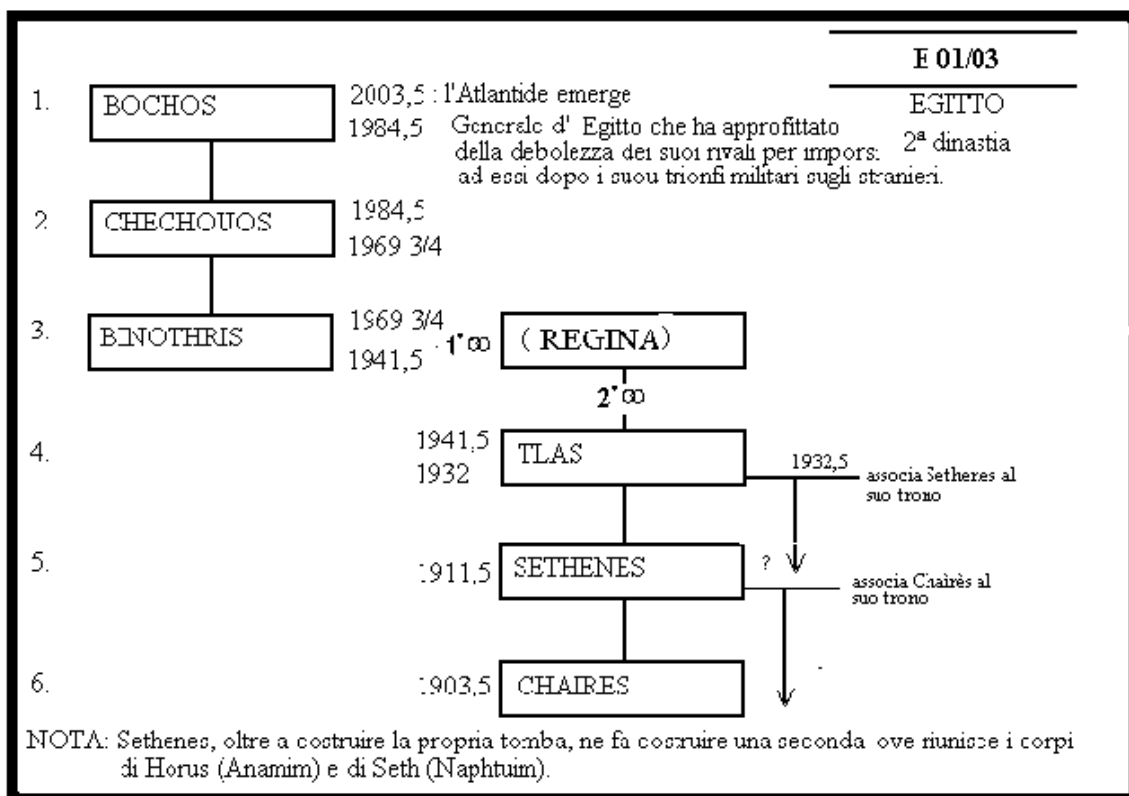 E 01/03
EGITTO
2ª dinastia
1. BOCHOS 2003,5 : l'Atlantide emerge
1984,5 Generale d' Egitto che ha approfittato
della debolezza dei suoi rivali per impors:
ad essi dopo i suou trionfi militari sugli stranieri.
2 CHECHOUOS 1984,5
1969 3/4
3. BINOTHRIS 1969 3/4
1941,5 1° ∞ ( REGINA)
2° ∞
4. 1941,5 TLAS
1932
1932,5 associa Setheres al
suo trono
5. 1911,5 SETHENES ?
associa Chaïrès al
suo trono
6. 1903,5 CHAIRES
NOTA: Sethenes, oltre a costruire la propria tomba, ne fa costruire una seconda ove riunisce i corpi
di Horus (Anamim) e di Seth (Naphtuim).